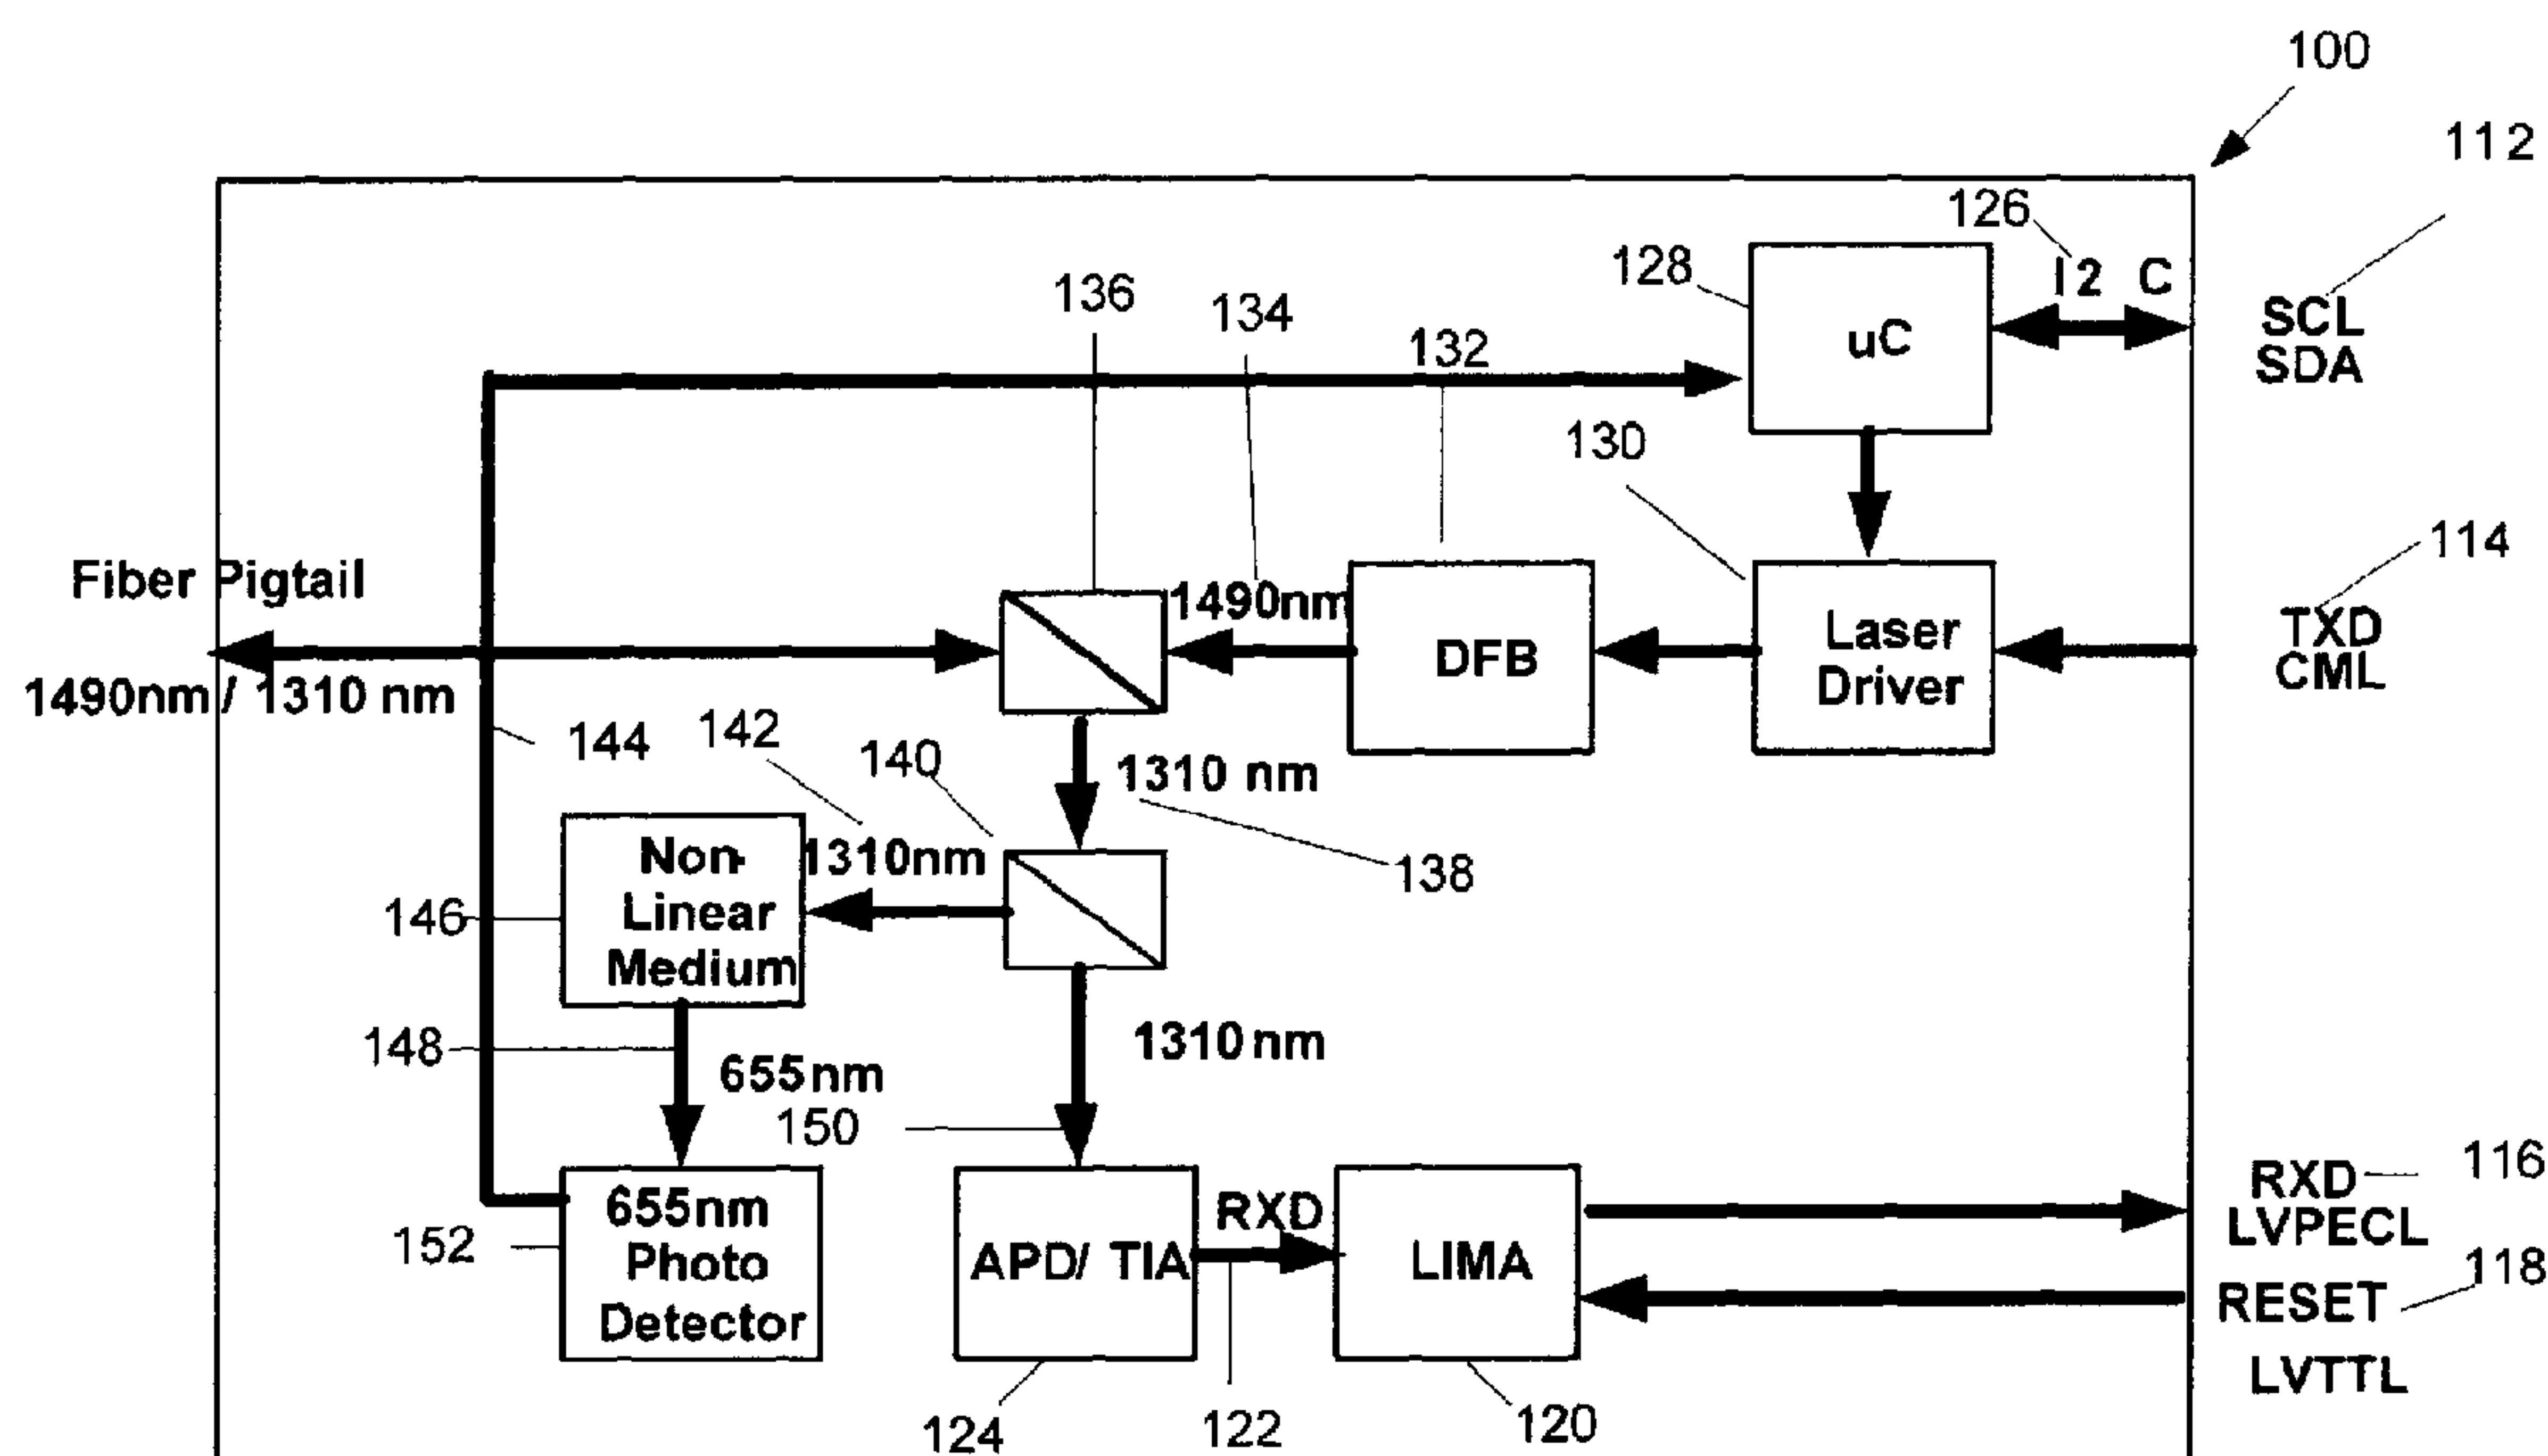 100
112
126
I2 C
128
uC
SCL
SDA
136
134
132
130
114
Fiber Pigtail
1490nm
DFB
Laser
Driver
TXD
CML
1490nm / 1310 nm
144
142
140
1310 nm
138
Non-
Linear
Medium
1310nm
146
148
655nm
1310nm
150
116
RXD
LVPECL
655nm
Photo
Detector
152
APD/ TIA
RXD
LIMA
118
RESET
LVTTL
124
122
120